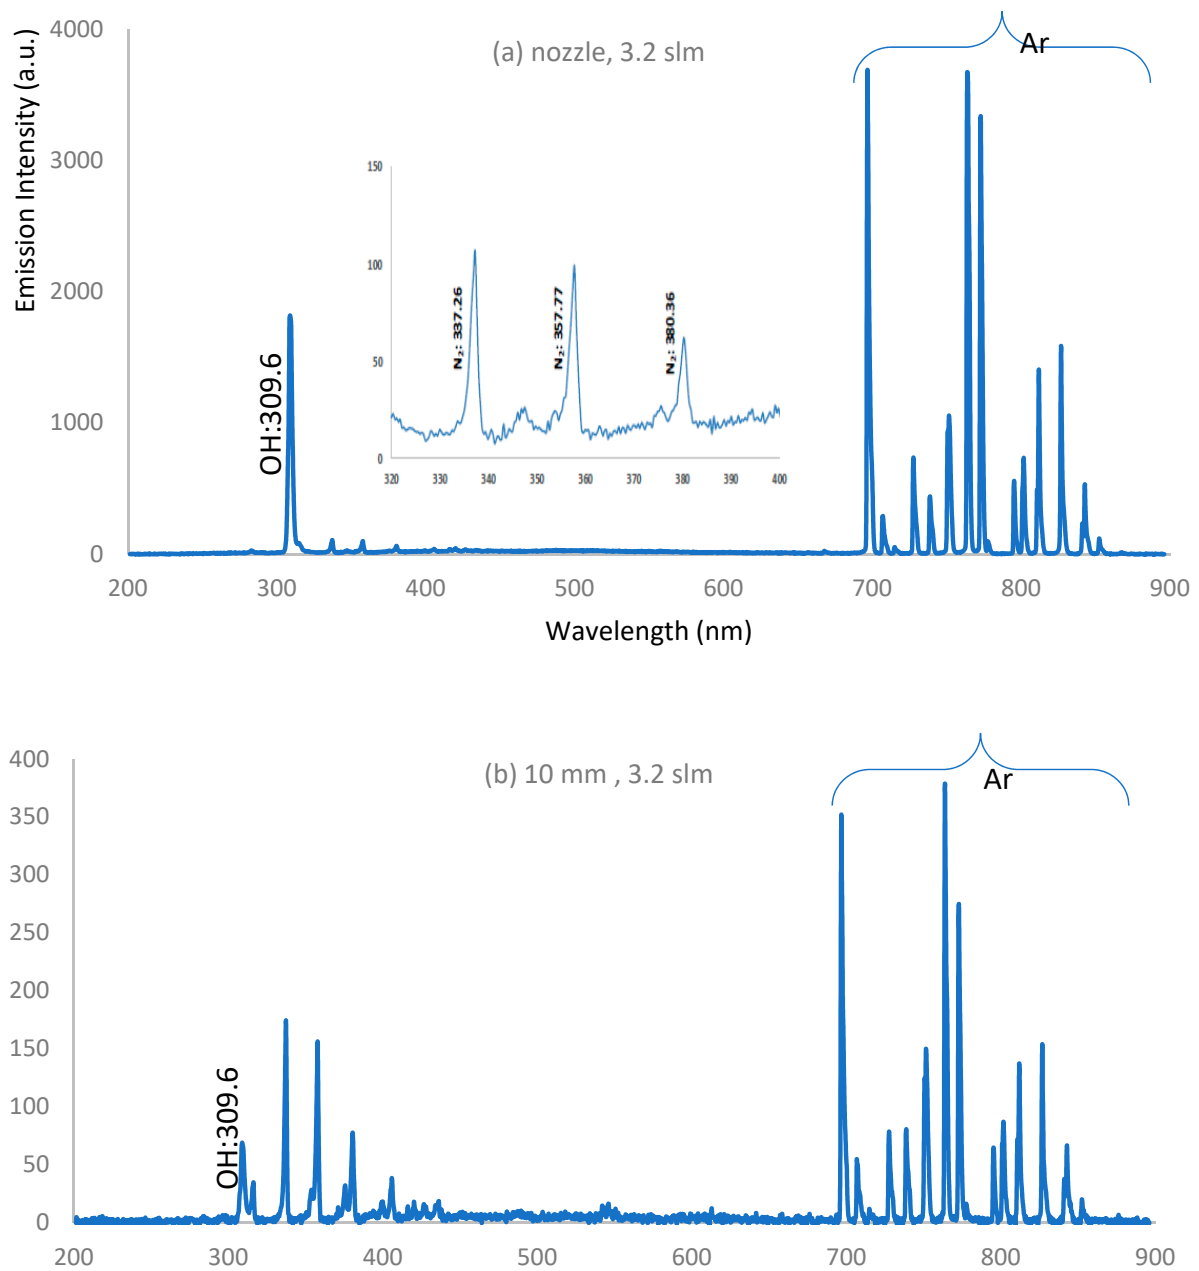 4000
3000
2000
1000
0
Emission Intensity (a.u.)
(a) nozzle, 3.2 slm
Ar
OH:309.6
150
100
50
0
N₂: 337.26
N₂: 357.77
N₂: 380.36
320 330 340 350 360 370 380 390 400
200 300 400 500 600 700 800 900
Wavelength (nm)
400
350
300
250
200
150
100
50
0
(b) 10 mm , 3.2 slm
Ar
OH:309.6
200 300 400 500 600 700 800 900